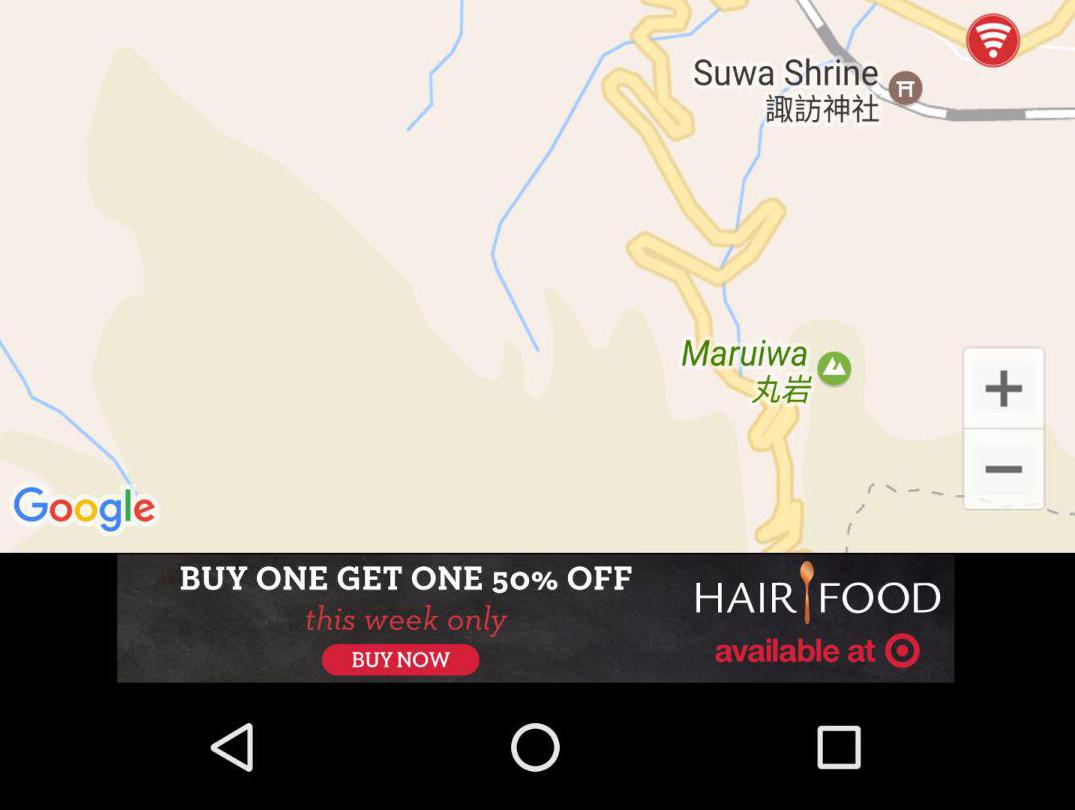 Suwa Shrine
諏訪神社
Maruiwa
丸岩
Google
BUY ONE GET ONE 50% OFF
this week only
BUY NOW
HAIR FOOD
available at